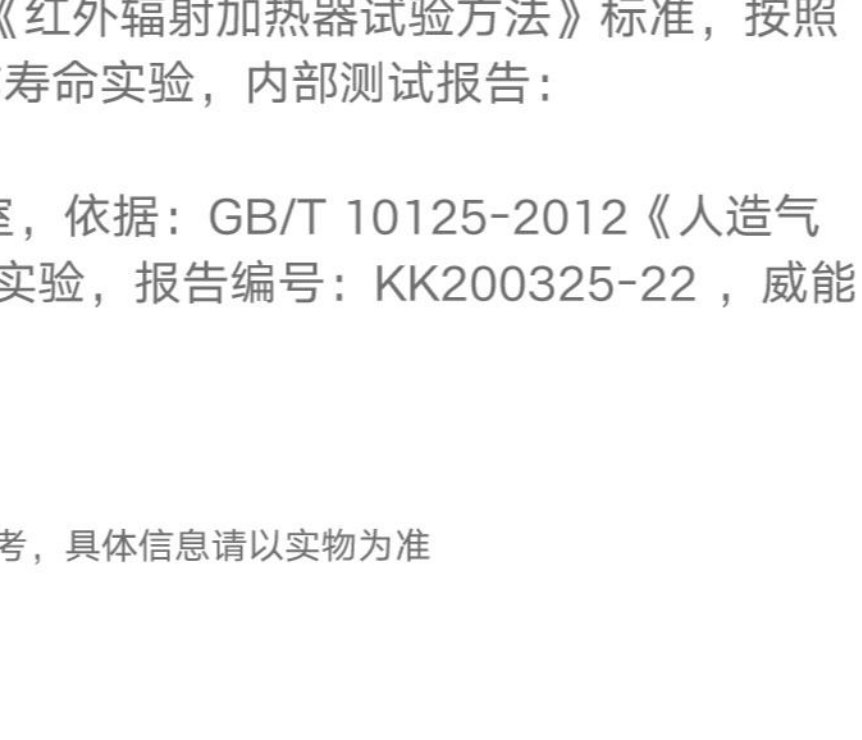 《红外辐射加热器试验方法》标准，按照
寿命实验，内部测试报告：
室，依据：GB/T 10125-2012《人造气
实验，报告编号：KK200325-22 ，威能
考，具体信息请以实物为准